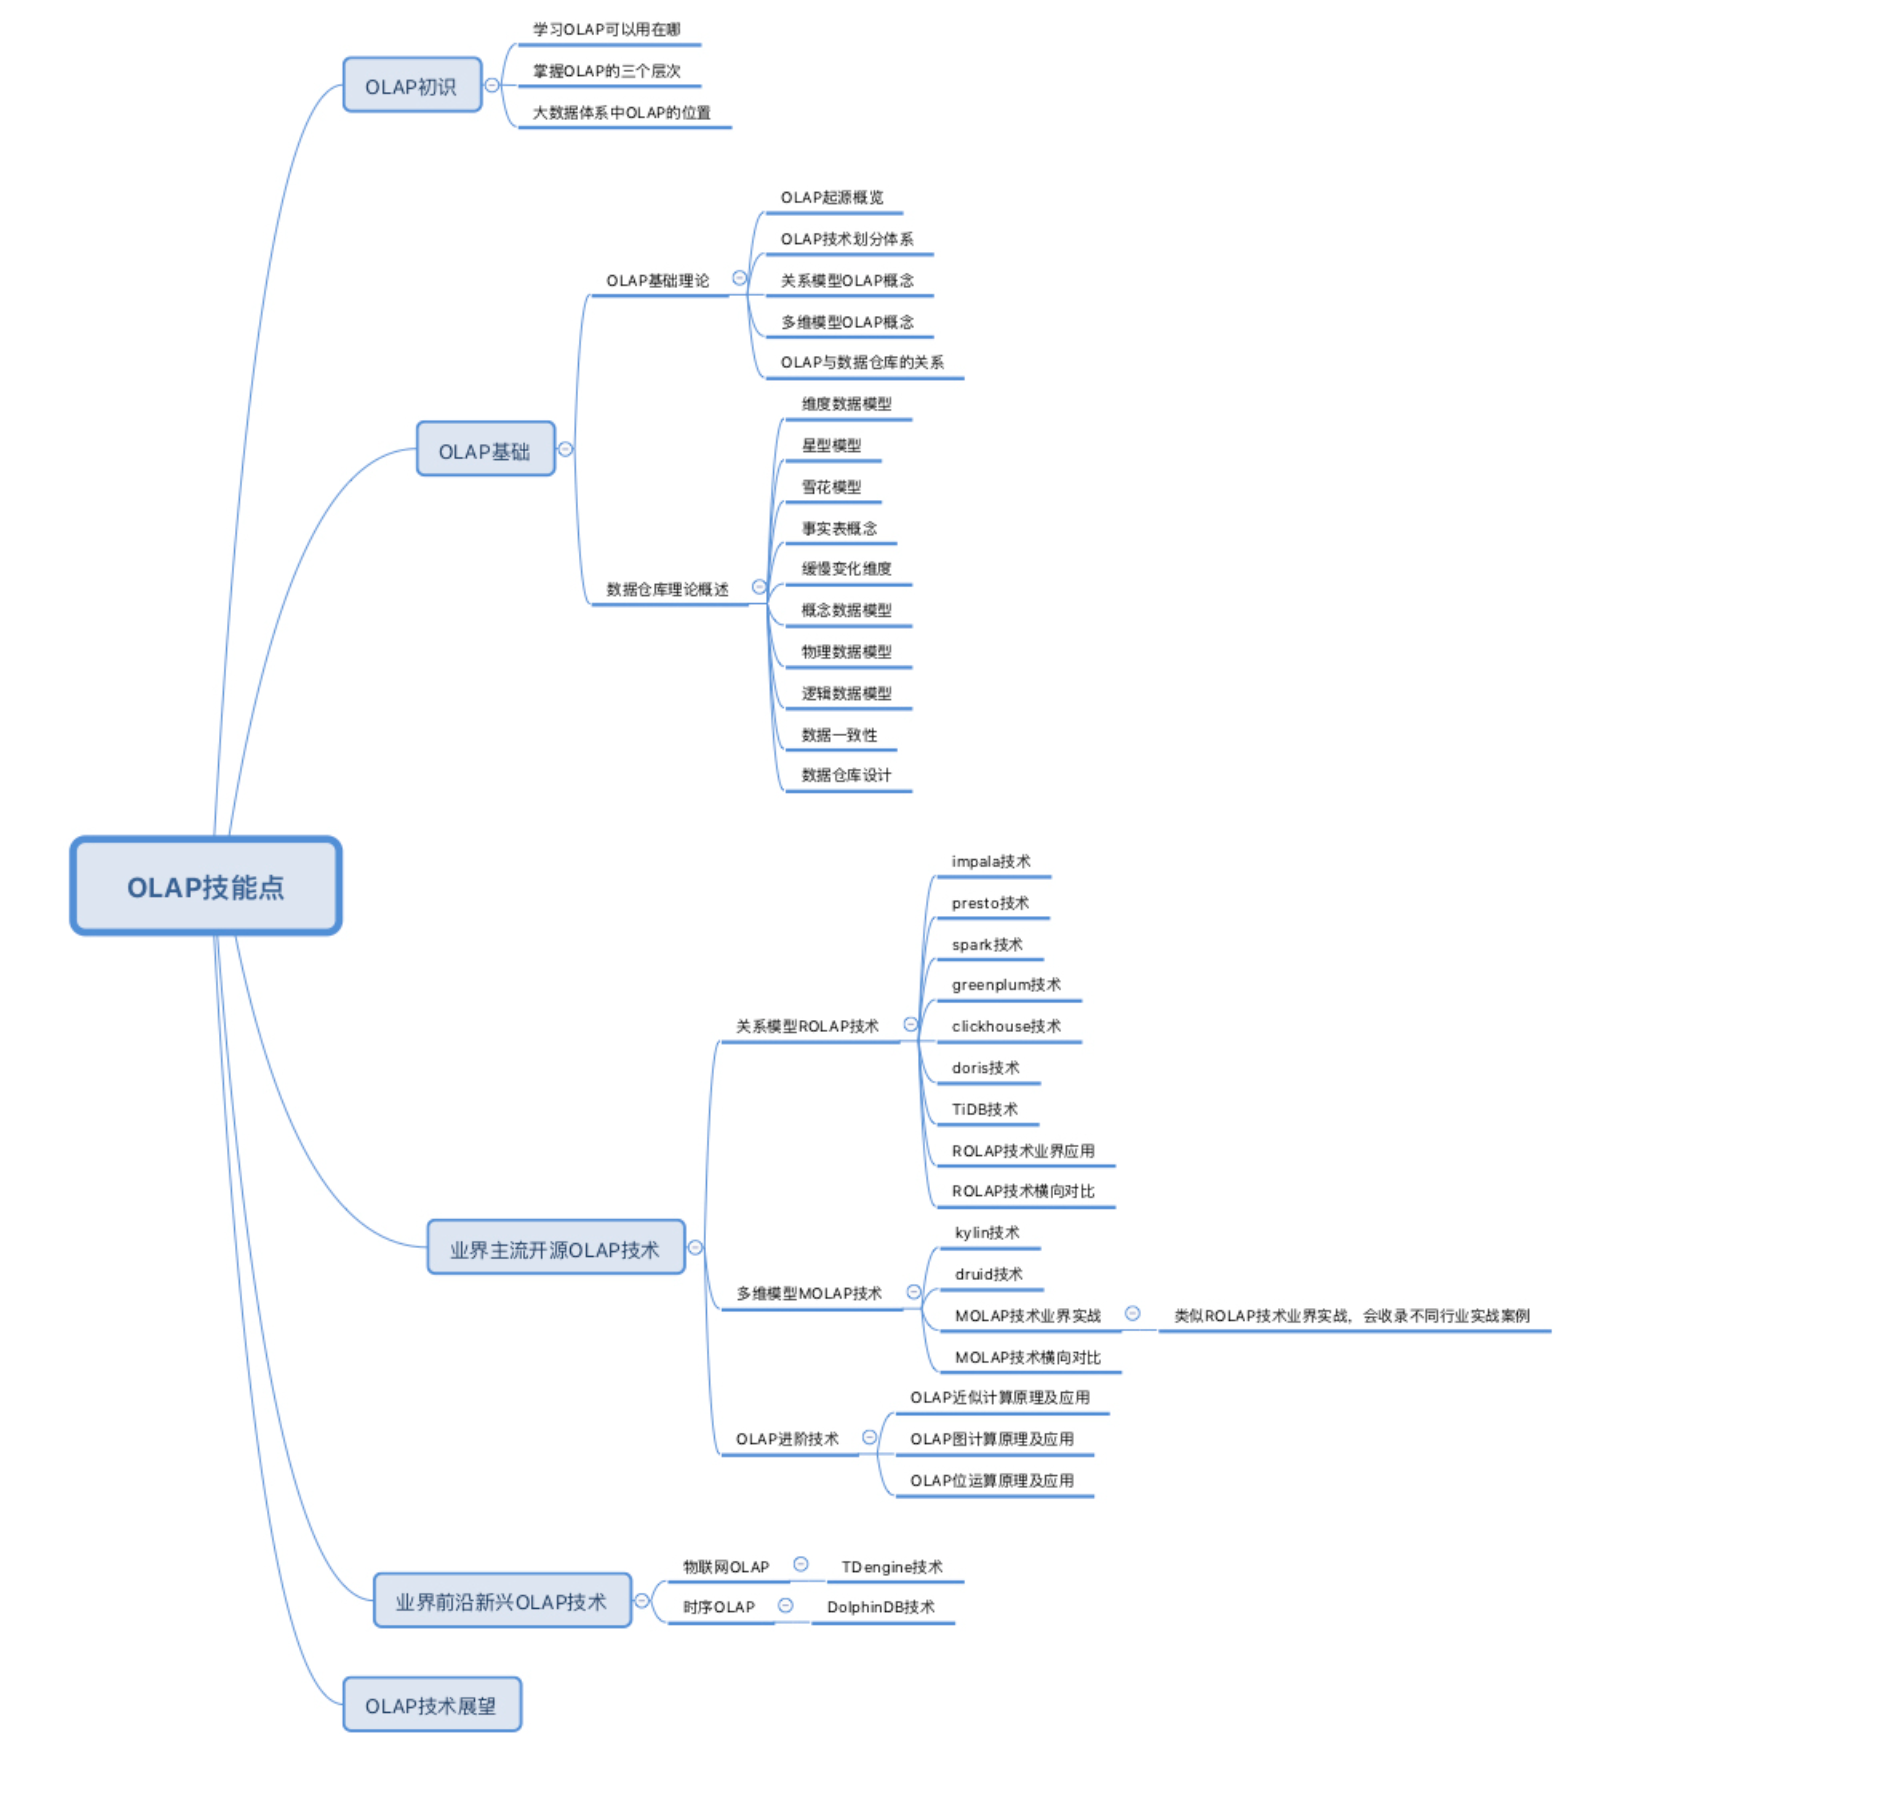 学习OLAP可以用在哪
OLAP初识
掌握OLAP的三个层次
大数据体系中OLAP的位置
OLAP起源概览
OLAP技术划分体系
OLAP基础理论
关系模型OLAP概念
多维模型OLAP概念
OLAP与数据仓库的关系
OLAP基础
维度数据模型
星型模型
雪花模型
事实表概念
缓慢变化维度
数据仓库理论概述
概念数据模型
物理数据模型
逻辑数据模型
数据一致性
数据仓库设计
OLAP技能点
impala技术
presto技术
spark技术
greenplum技术
关系模型ROLAP技术
clickhouse技术
doris技术
TiDB技术
ROLAP技术业界应用
ROLAP技术横向对比
业界主流开源OLAP技术
kylin技术
druid技术
多维模型MOLAP技术
MOLAP技术业界实战
类似ROLAP技术业界实战，会收录不同行业实战案例
MOLAP技术横向对比
OLAP近似计算原理及应用
OLAP进阶技术
OLAP图计算原理及应用
OLAP位运算原理及应用
业界前沿新兴OLAP技术
物联网OLAP
TDengine技术
时序OLAP
DolphinDB技术
OLAP技术展望